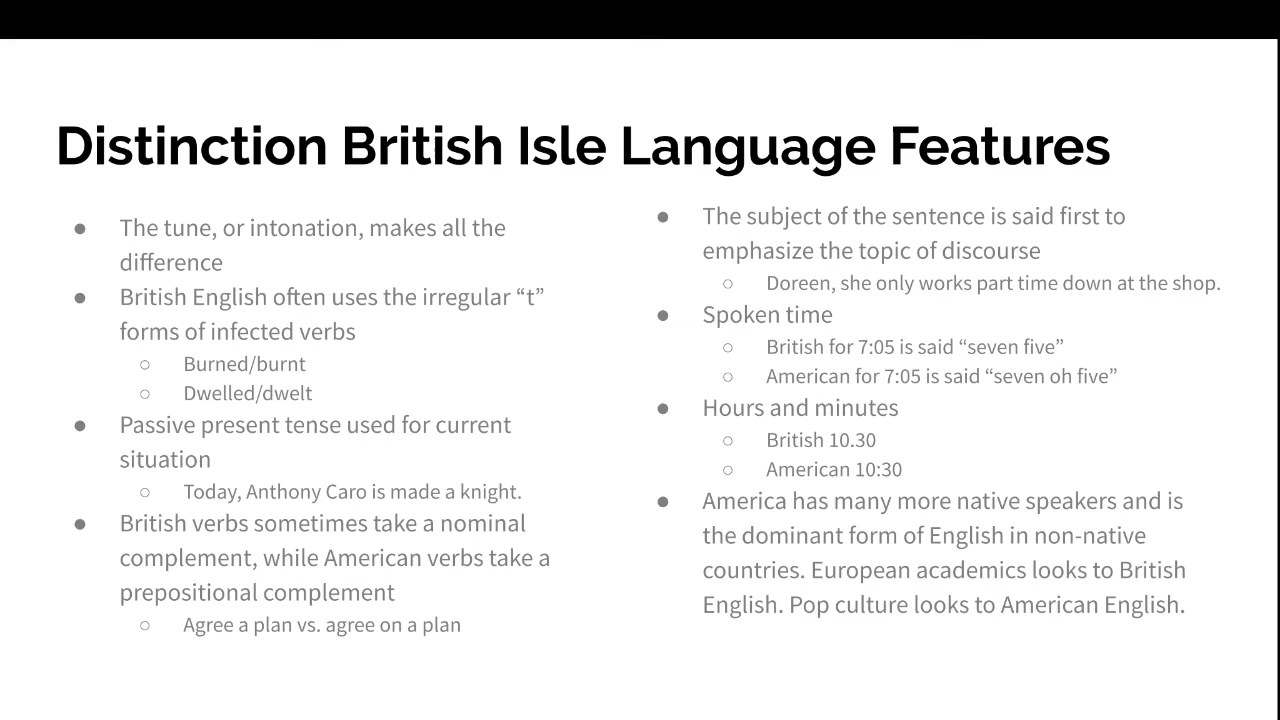 Distinction British Isle Language Features
● The tune, or intonation, makes all the
difference
● British English often uses the irregular “t”
forms of infected verbs
○ Burned/burnt
○ Dwelled/dwelt
● Passive present tense used for current
situation
○ Today, Anthony Caro is made a knight.
● British verbs sometimes take a nominal
complement, while American verbs take a
prepositional complement
○ Agree a plan vs. agree on a plan
● The subject of the sentence is said first to
emphasize the topic of discourse
○ Doreen, she only works part time down at the shop.
● Spoken time
○ British for 7:05 is said “seven five”
○ American for 7:05 is said “seven oh five”
● Hours and minutes
○ British 10.30
○ American 10:30
● America has many more native speakers and is
the dominant form of English in non-native
countries. European academics looks to British
English. Pop culture looks to American English.